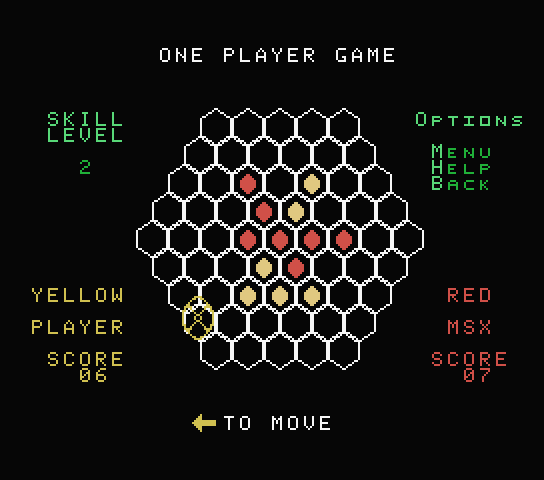 ONE PLAYER GAME
SKILL
LEVEL
2
OPTIONS
MENU
HELP
BACK
YELLOW
PLAYER
SCORE
06
RED
MSX
SCORE
07
TO MOVE